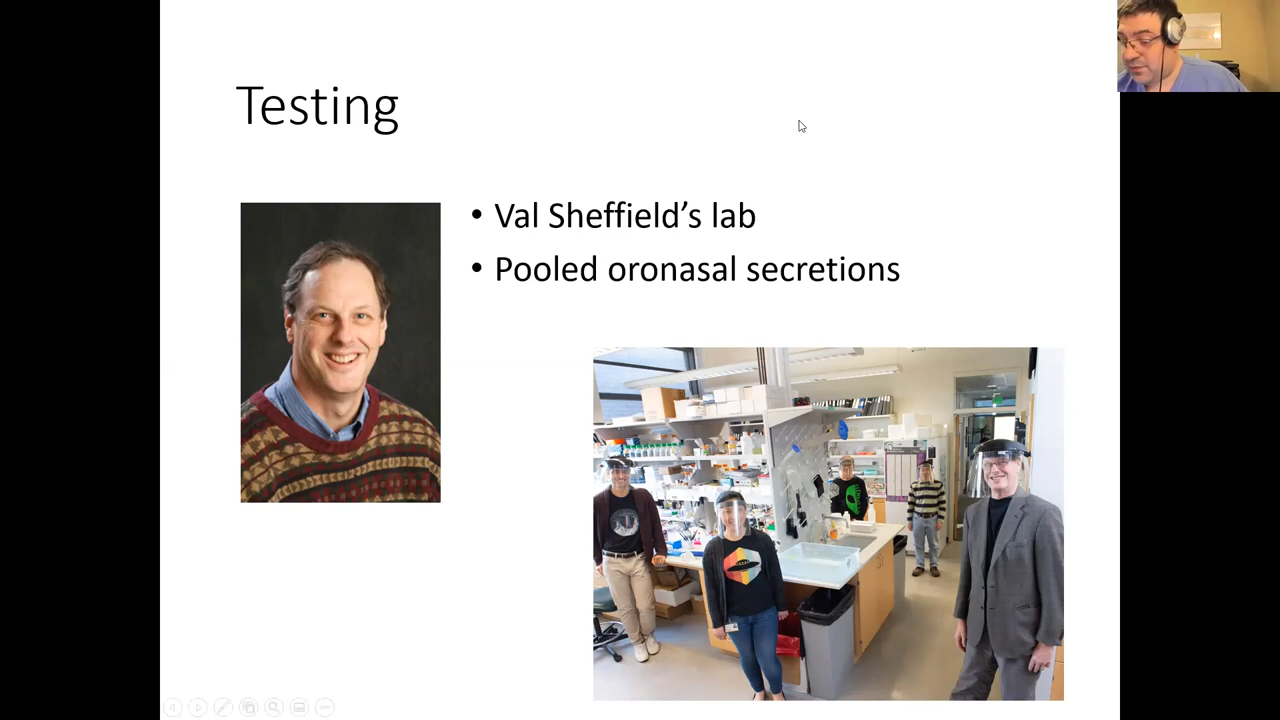 Testing
• Val Sheffield’s lab
• Pooled oronasal secretions